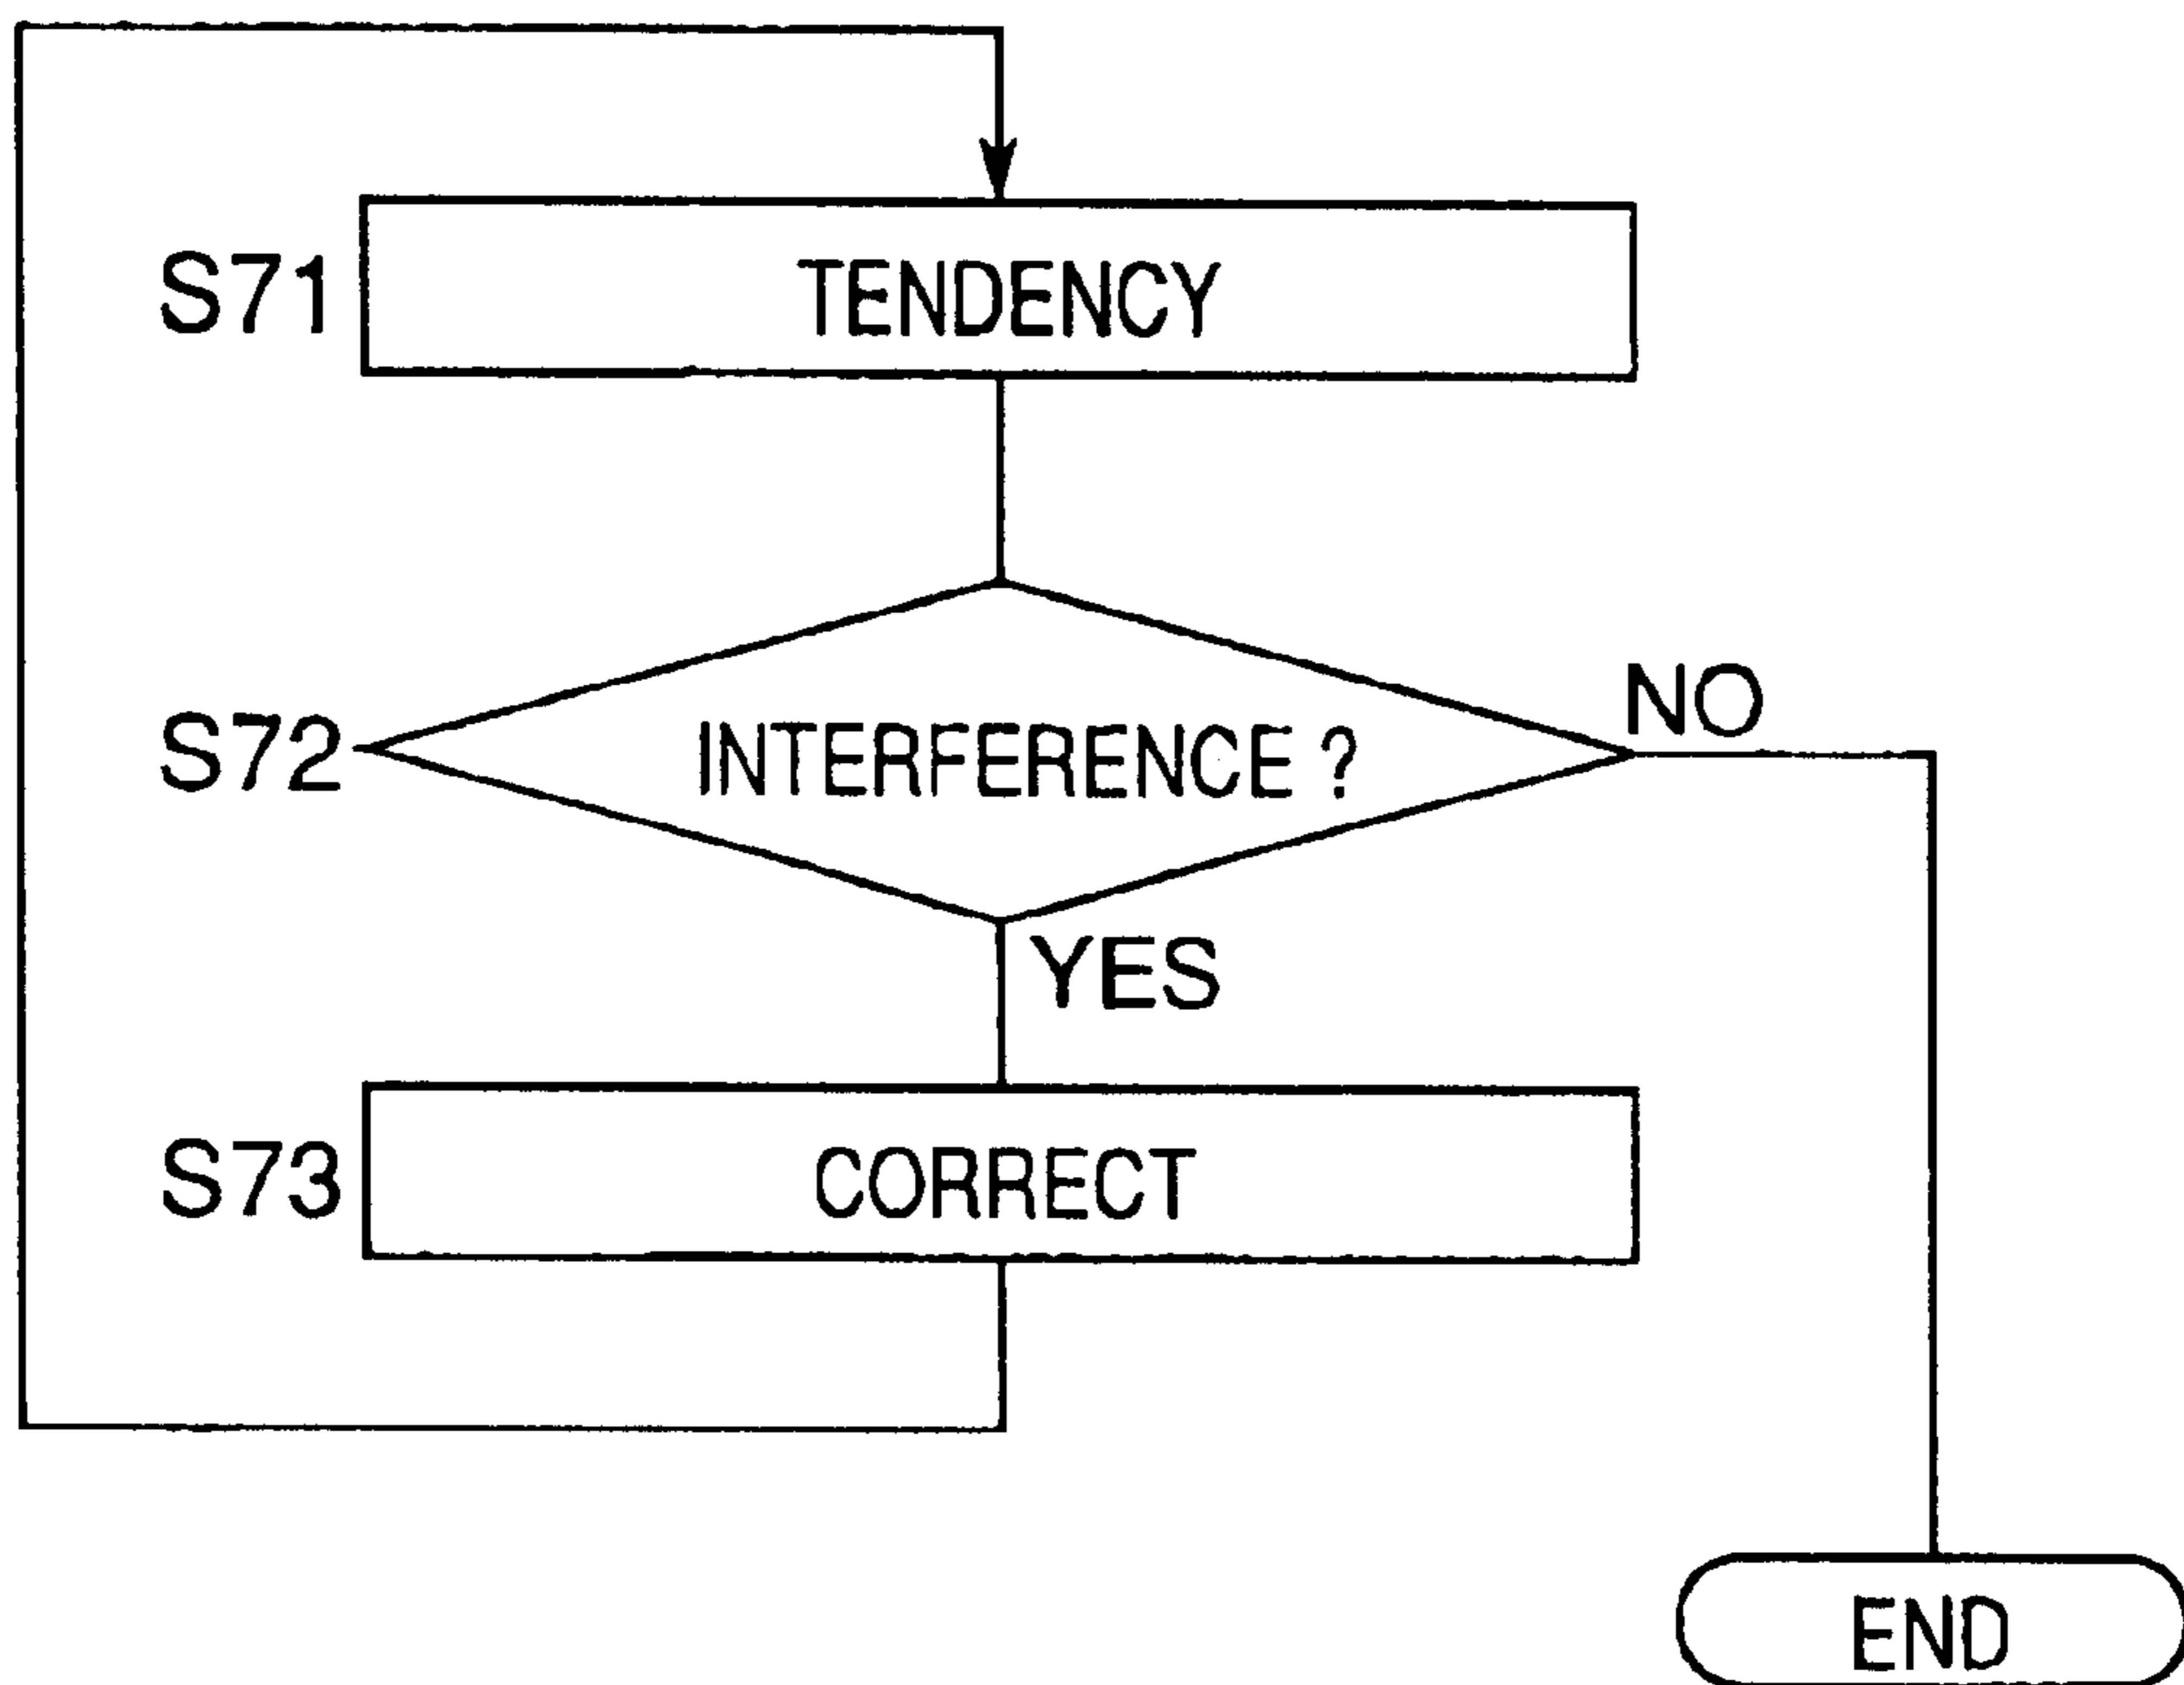 S71 TENDENCY
S72 INTERFERENCE ? NO
YES
S73 CORRECT
END